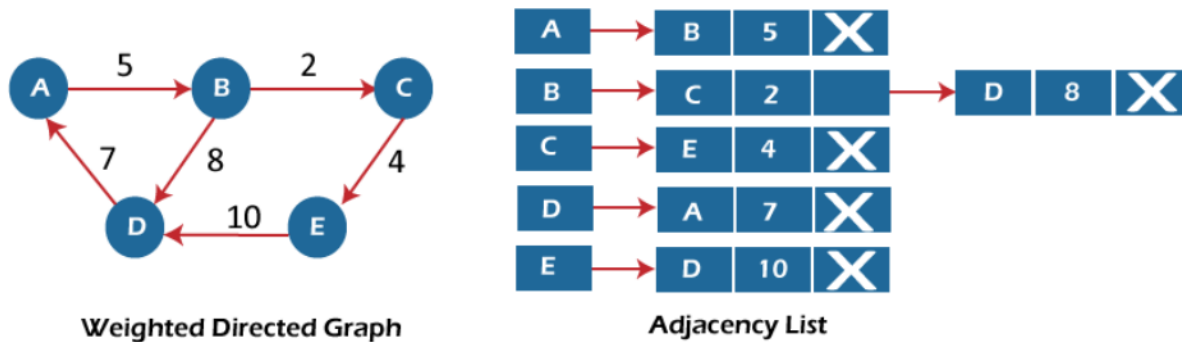 A 5 B 2 C
7 8 4
D 10 E
Weighted Directed Graph
A B 5 X
B C 2 D 8 X
C E 4 X
D A 7 X
E D 10 X
Adjacency List